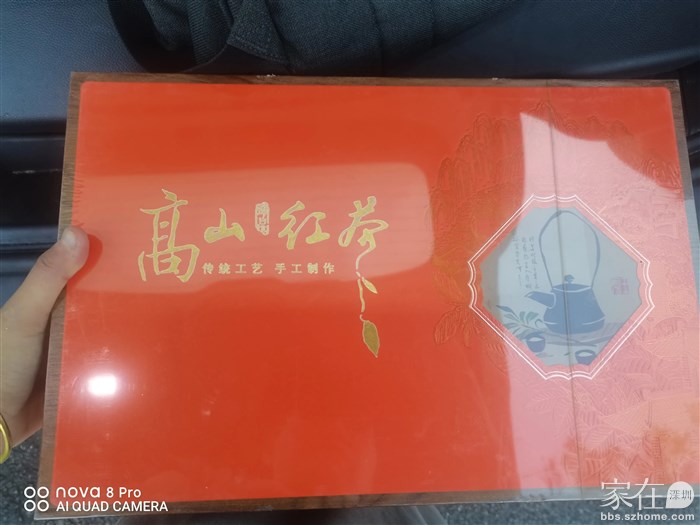 高山红茶
传统工艺 手工制作
nova 8 Pro
AI QUAD CAMERA
家在深圳
bbs.szhome.com